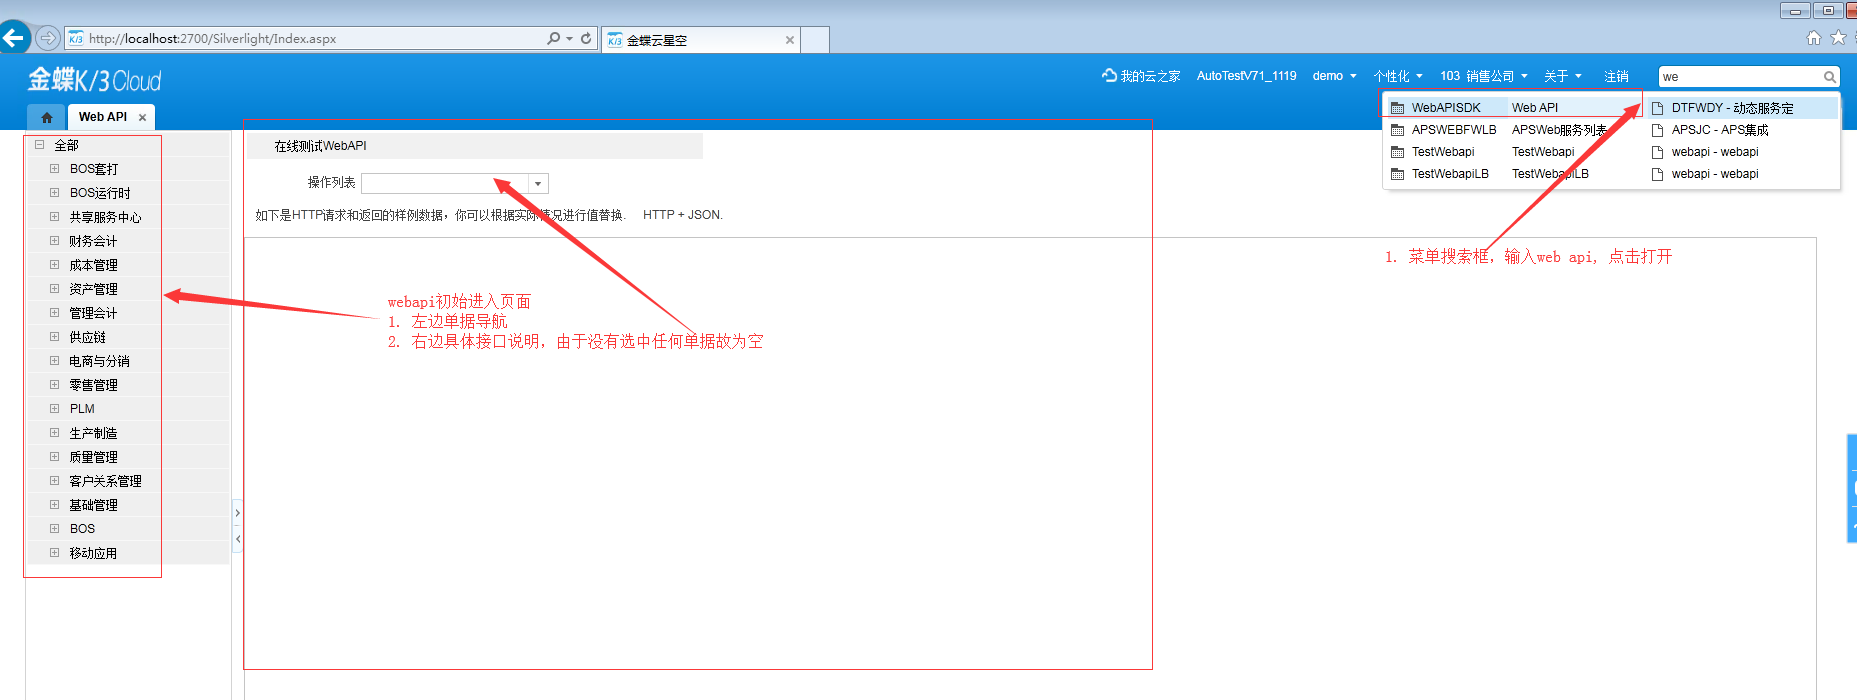 http://localhost:2700/Silverlight/Index.aspx
K/3 金蝶云星空
金蝶K/3 Cloud
我的云之家 AutoTestV71_1119 demo 个性化 103 销售公司 关于 注销 we
Web API
WebAPISDK Web API DTFWDY - 动态服务定
APSWEBFWLB APSWeb服务列表 APSJC - APS集成
TestWebapi TestWebapi webapi - webapi
TestWebapiLB TestWebapiLB webapi - webapi
全部
BOS套打
BOS运行时
共享服务中心
财务会计
成本管理
资产管理
管理会计
供应链
电商与分销
零售管理
PLM
生产制造
质量管理
客户关系管理
基础管理
BOS
移动应用
在线测试WebAPI
操作列表
如下是HTTP请求和返回的样例数据，你可以根据实际情况进行值替换. HTTP + JSON.
1. 菜单搜索框，输入web api, 点击打开
webapi初始进入页面
1. 左边单据导航
2. 右边具体接口说明，由于没有选中任何单据故为空